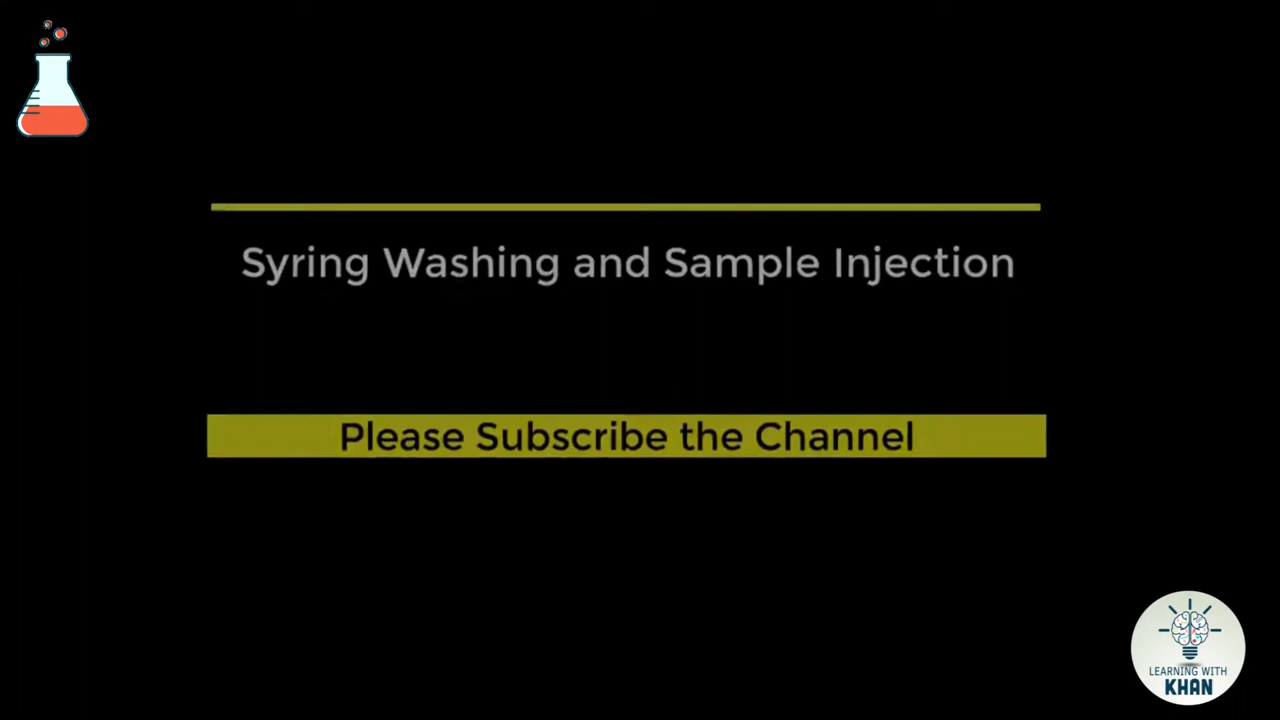 Syring Washing and Sample Injection
Please Subscribe the Channel
LEARNING WITH
KHAN